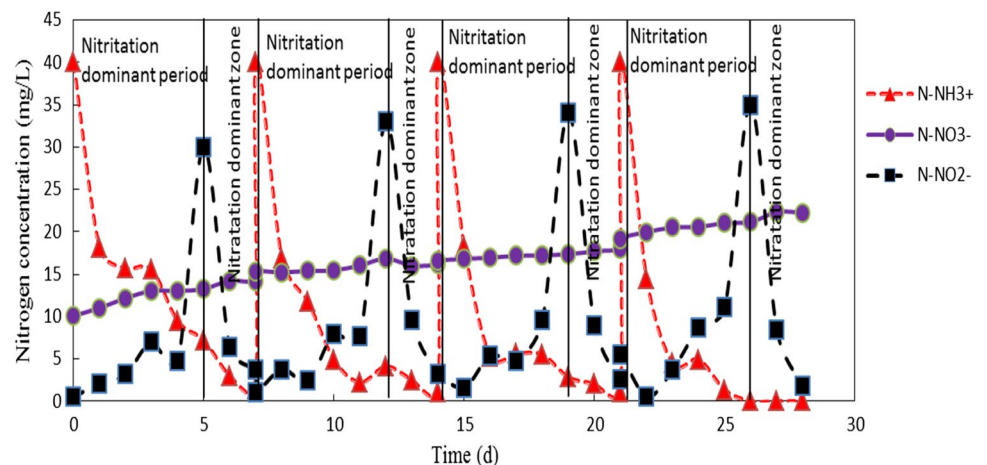 Nitrogen concentration (mg/L)
45
40
35
30
25
20
15
10
5
0
Nitritation
dominant period
Nitratation dominant zone
Nitritation
dominant period
Nitratation dominant zone
Nitritation
dominant period
Nitratation dominant zone
Nitritation
dominant period
Nitratation dominant zone
N-NH3+
N-NO3-
N-NO2-
0 5 10 15 20 25 30
Time (d)